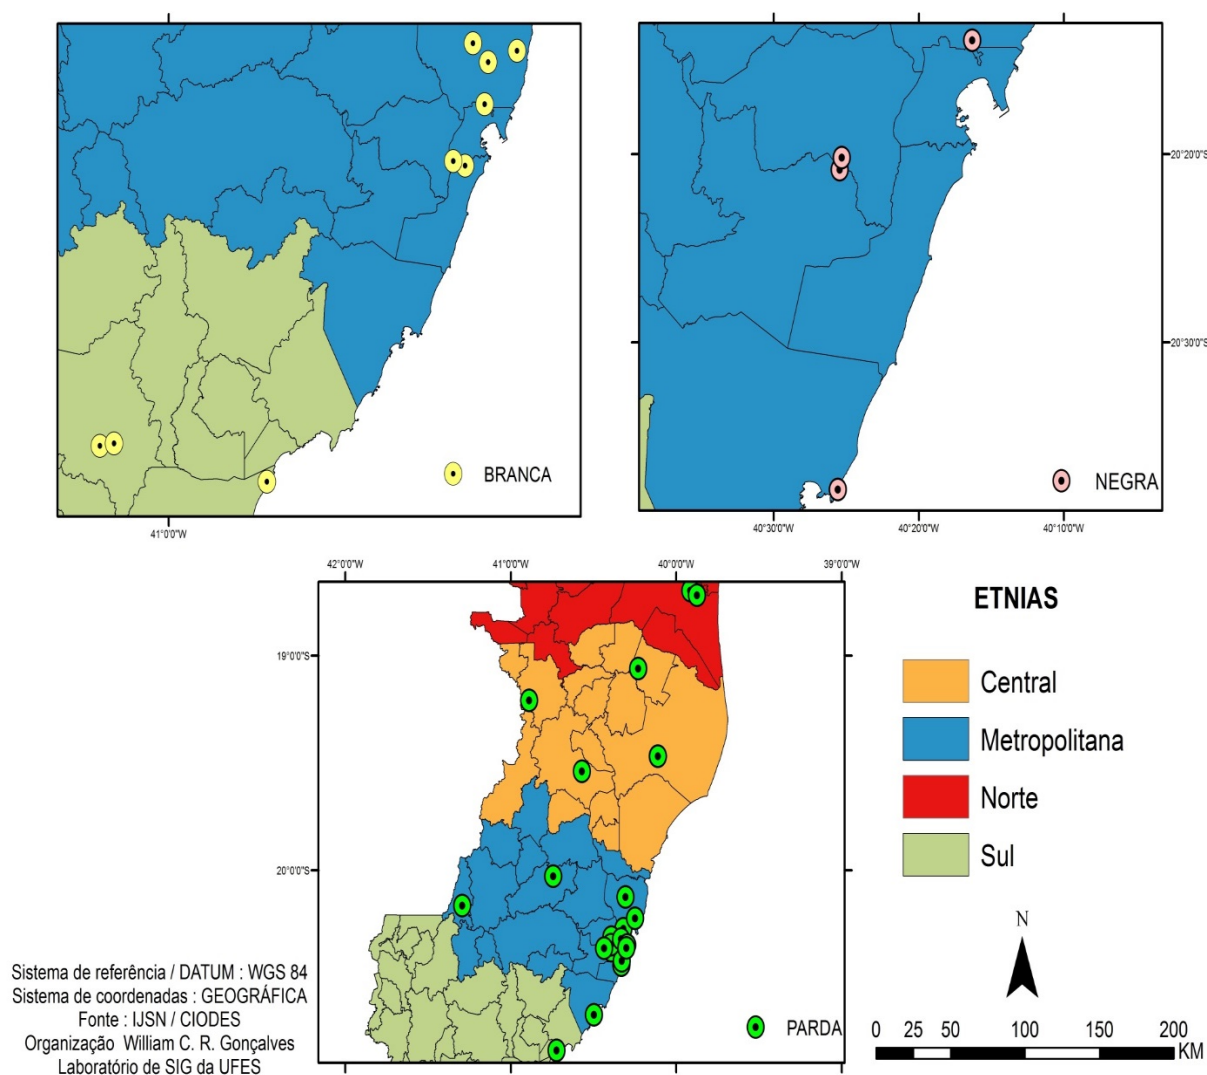 BRANCA
41°0'0"W
20°20'0"S
20°30'0"S
NEGRA
40°30'0"W
40°20'0"W
40°10'0"W
42°0'0"W
41°0'0"W
40°0'0"W
39°0'0"W
19°0'0"S
20°0'0"S
PARDA
ETNIAS
Central
Metropolitana
Norte
Sul
N
0 25 50 100 150 200
KM
Sistema de referência / DATUM : WGS 84
Sistema de coordenadas : GEOGRÁFICA
Fonte : IJSN / CIODES
Organização William C. R. Gonçalves
Laboratório de SIG da UFES